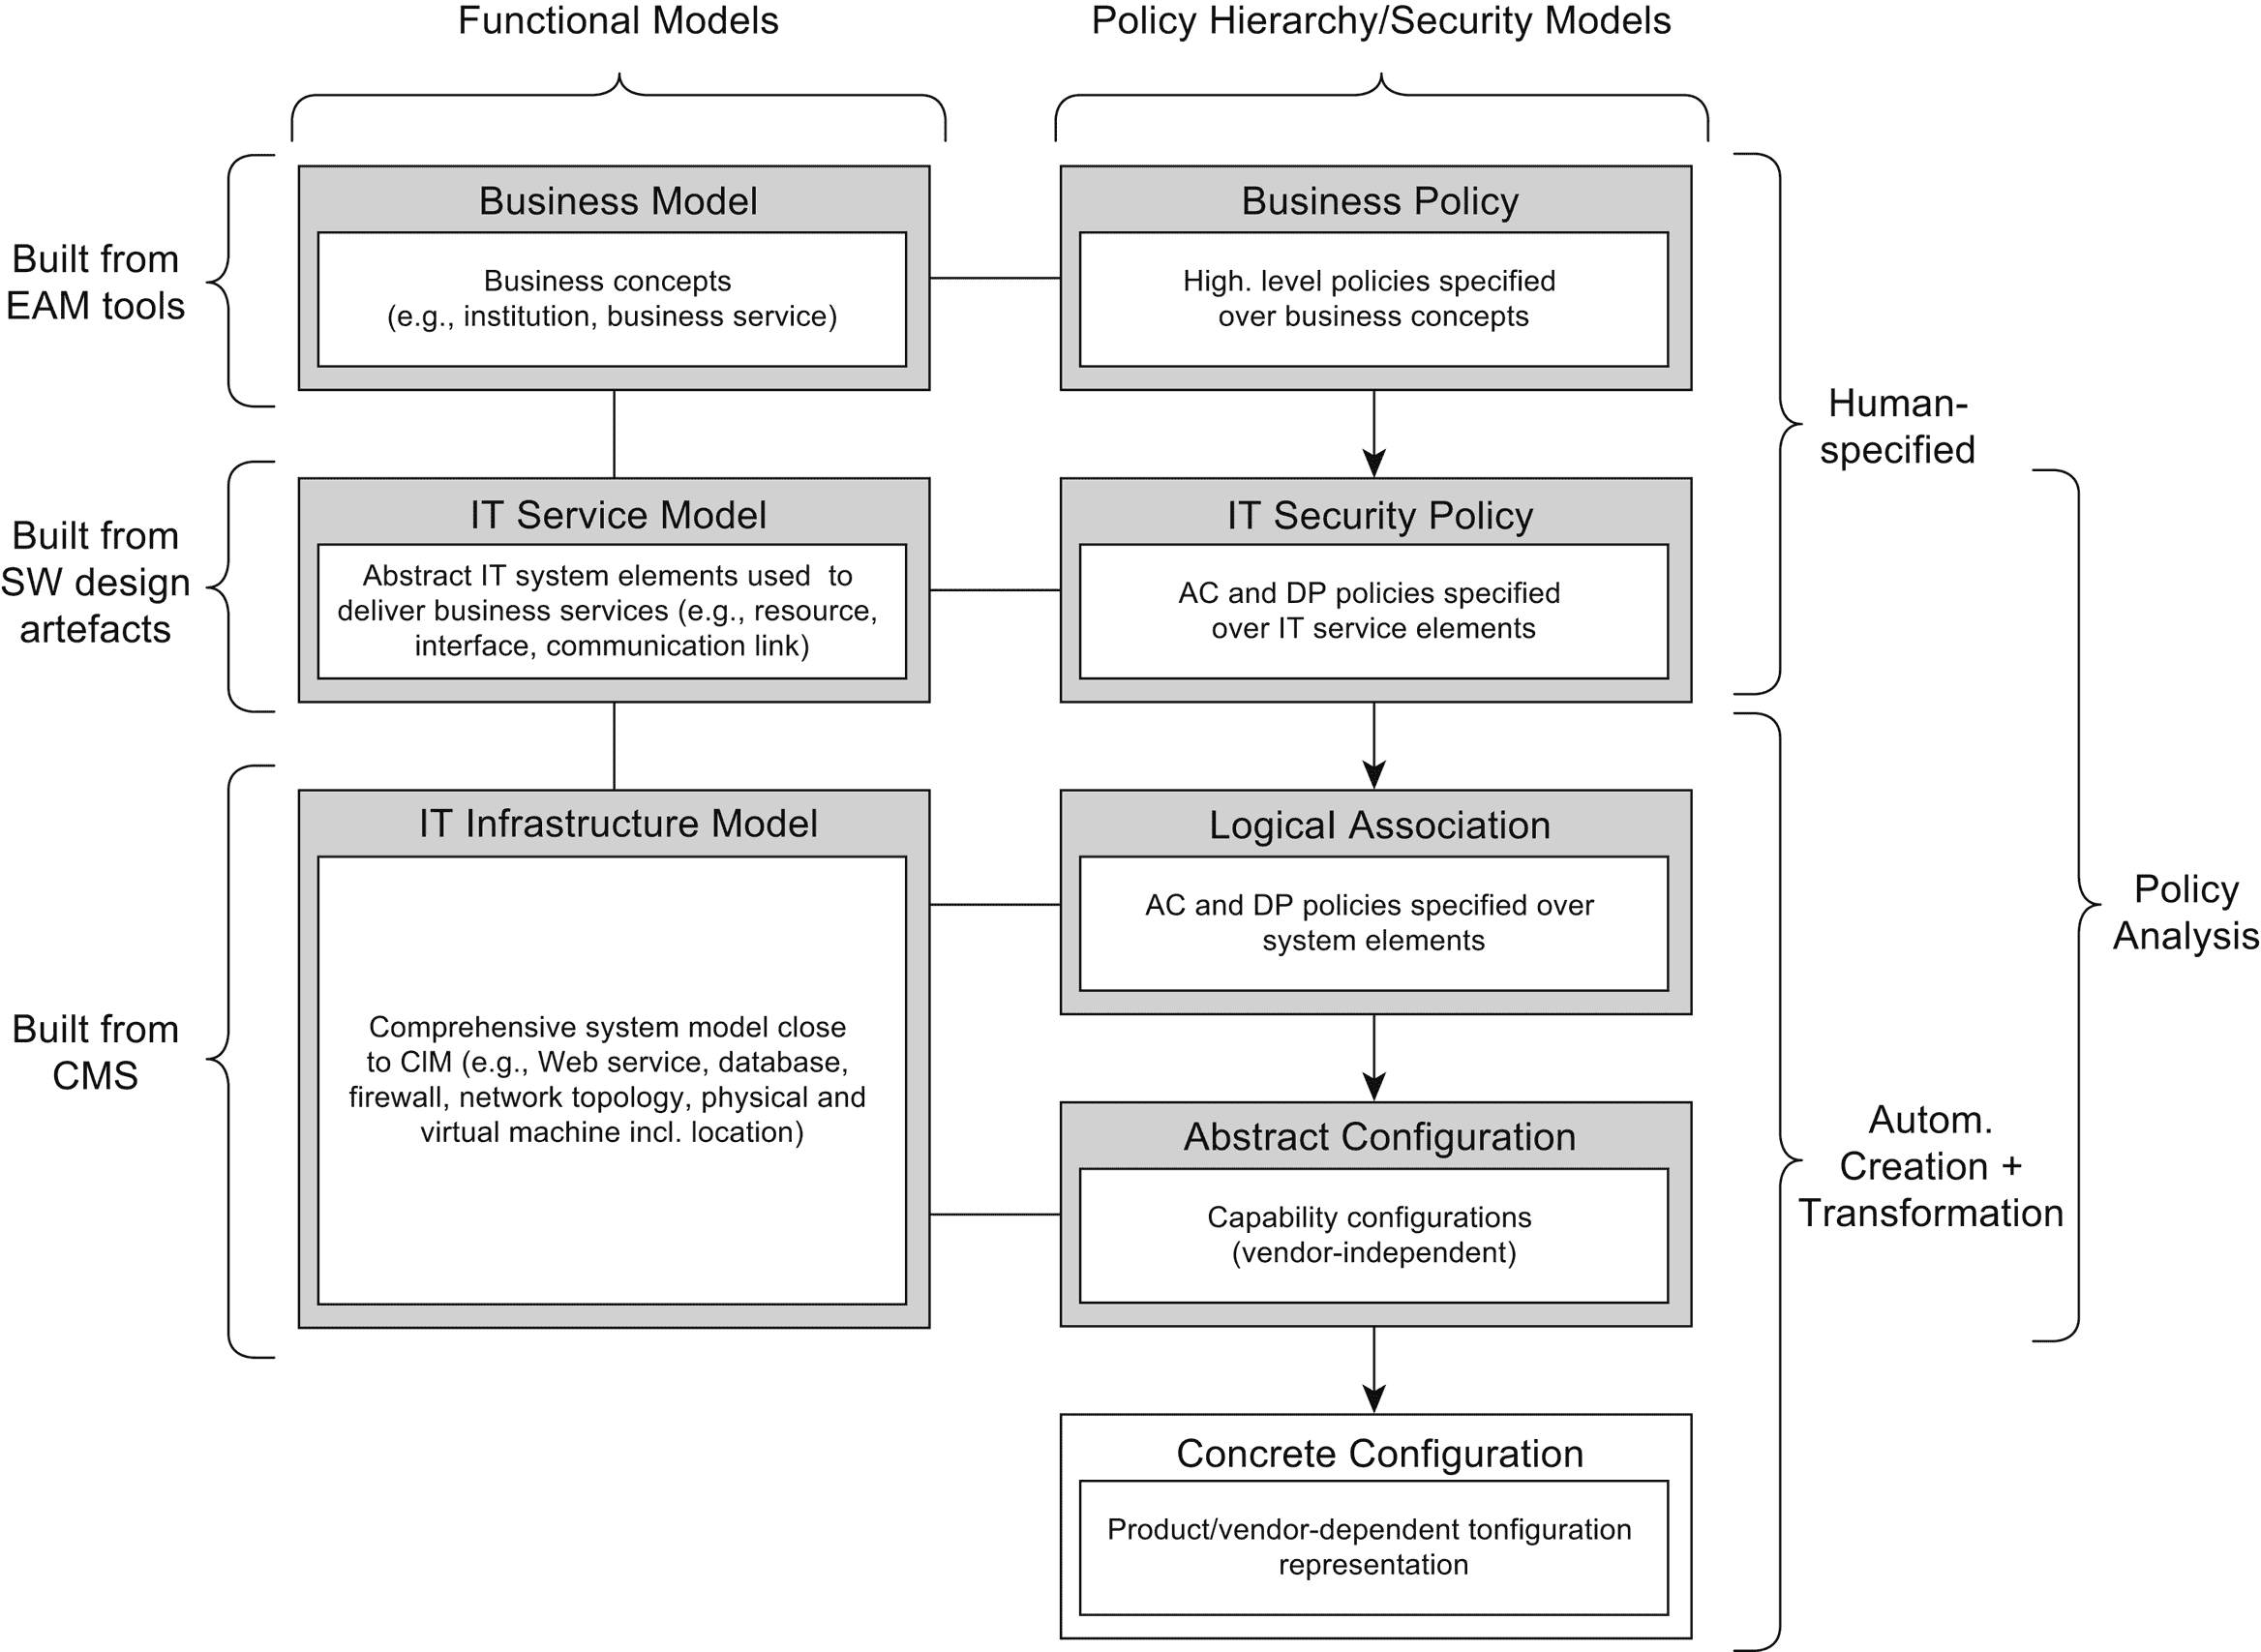 Functional Models
Policy Hierarchy/Security Models
Built from
EAM tools
Business Model
Business concepts
(e.g., institution, business service)
Business Policy
High. level policies specified
over business concepts
Human-
specified
Built from
SW design
artefacts
IT Service Model
Abstract IT system elements used  to
deliver business services (e.g., resource,
interface, communication link)
IT Security Policy
AC and DP policies specified
over IT service elements
Built from
CMS
IT Infrastructure Model
Comprehensive system model close
to CIM (e.g., Web service, database,
firewall, network topology, physical and
virtual machine incl. location)
Logical Association
AC and DP policies specified over
system elements
Policy
Analysis
Abstract Configuration
Capability configurations
(vendor-independent)
Autom.
Creation +
Transformation
Concrete Configuration
Product/vendor-dependent tonfiguration
representation